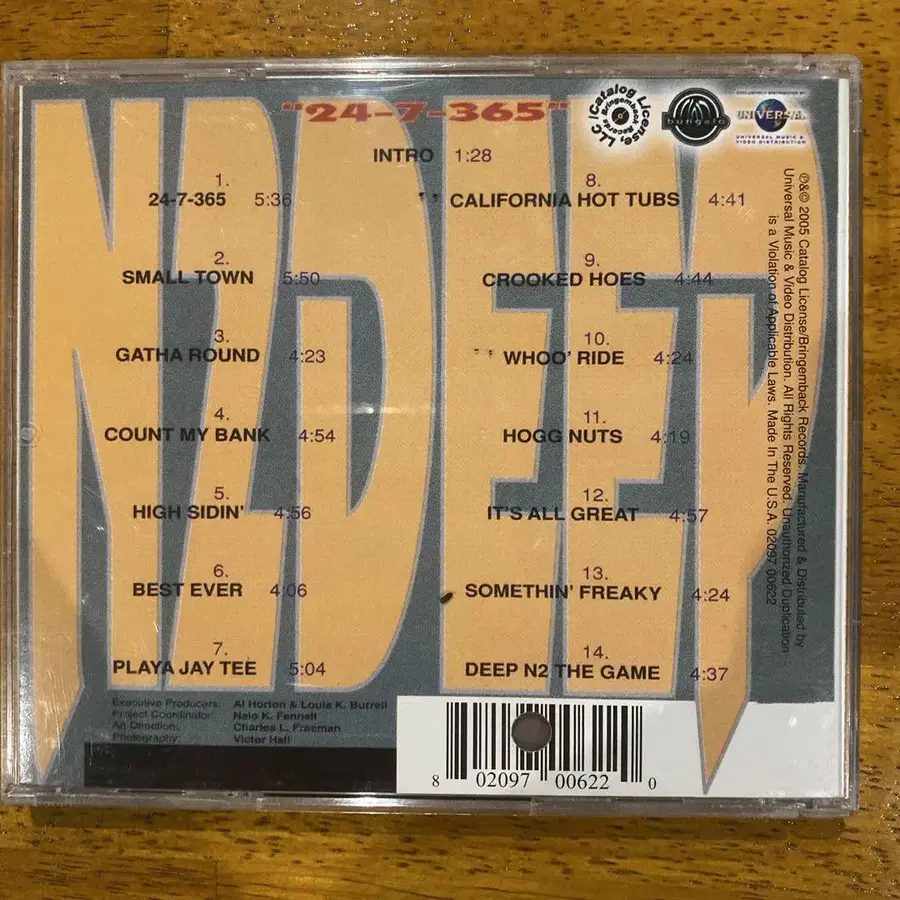 N2DEEP
"24-7-365"
iCatalog License, LLC
Bringemback Records
bungalo
EXCLUSIVELY DISTRIBUTED BY
UNIVERSAL
UNIVERSAL MUSIC &
VIDEO DISTRIBUTION
INTRO 1:28
1.
24-7-365 5:36
2.
SMALL TOWN 5:50
3.
GATHA ROUND 4:23
4.
COUNT MY BANK 4:54
5.
HIGH SIDIN' 4:56
6.
BEST EVER 4:06
7.
PLAYA JAY TEE 5:04
8.
CALIFORNIA HOT TUBS 4:41
9.
CROOKED HOES 4:44
10.
WHOO' RIDE 4:24
11.
HOGG NUTS 4:19
12.
IT'S ALL GREAT 4:57
13.
SOMETHIN' FREAKY 4:24
14.
DEEP N2 THE GAME 4:37
℗&© 2005 Catalog License/Bringemback Records. Manufactured & Distributed by
Universal Music & Video Distribution. All Rights Reserved. Unauthorized Duplication
is a Violation of Applicable Laws. Made In The U.S.A. 02097 00622
Executive Producers: Al Horton & Louis K. Burrell
Project Coordinator: Nalo K. Fennell
Art Direction: Charles L. Freeman
Photography: Victor Hall
8 02097 00622 0